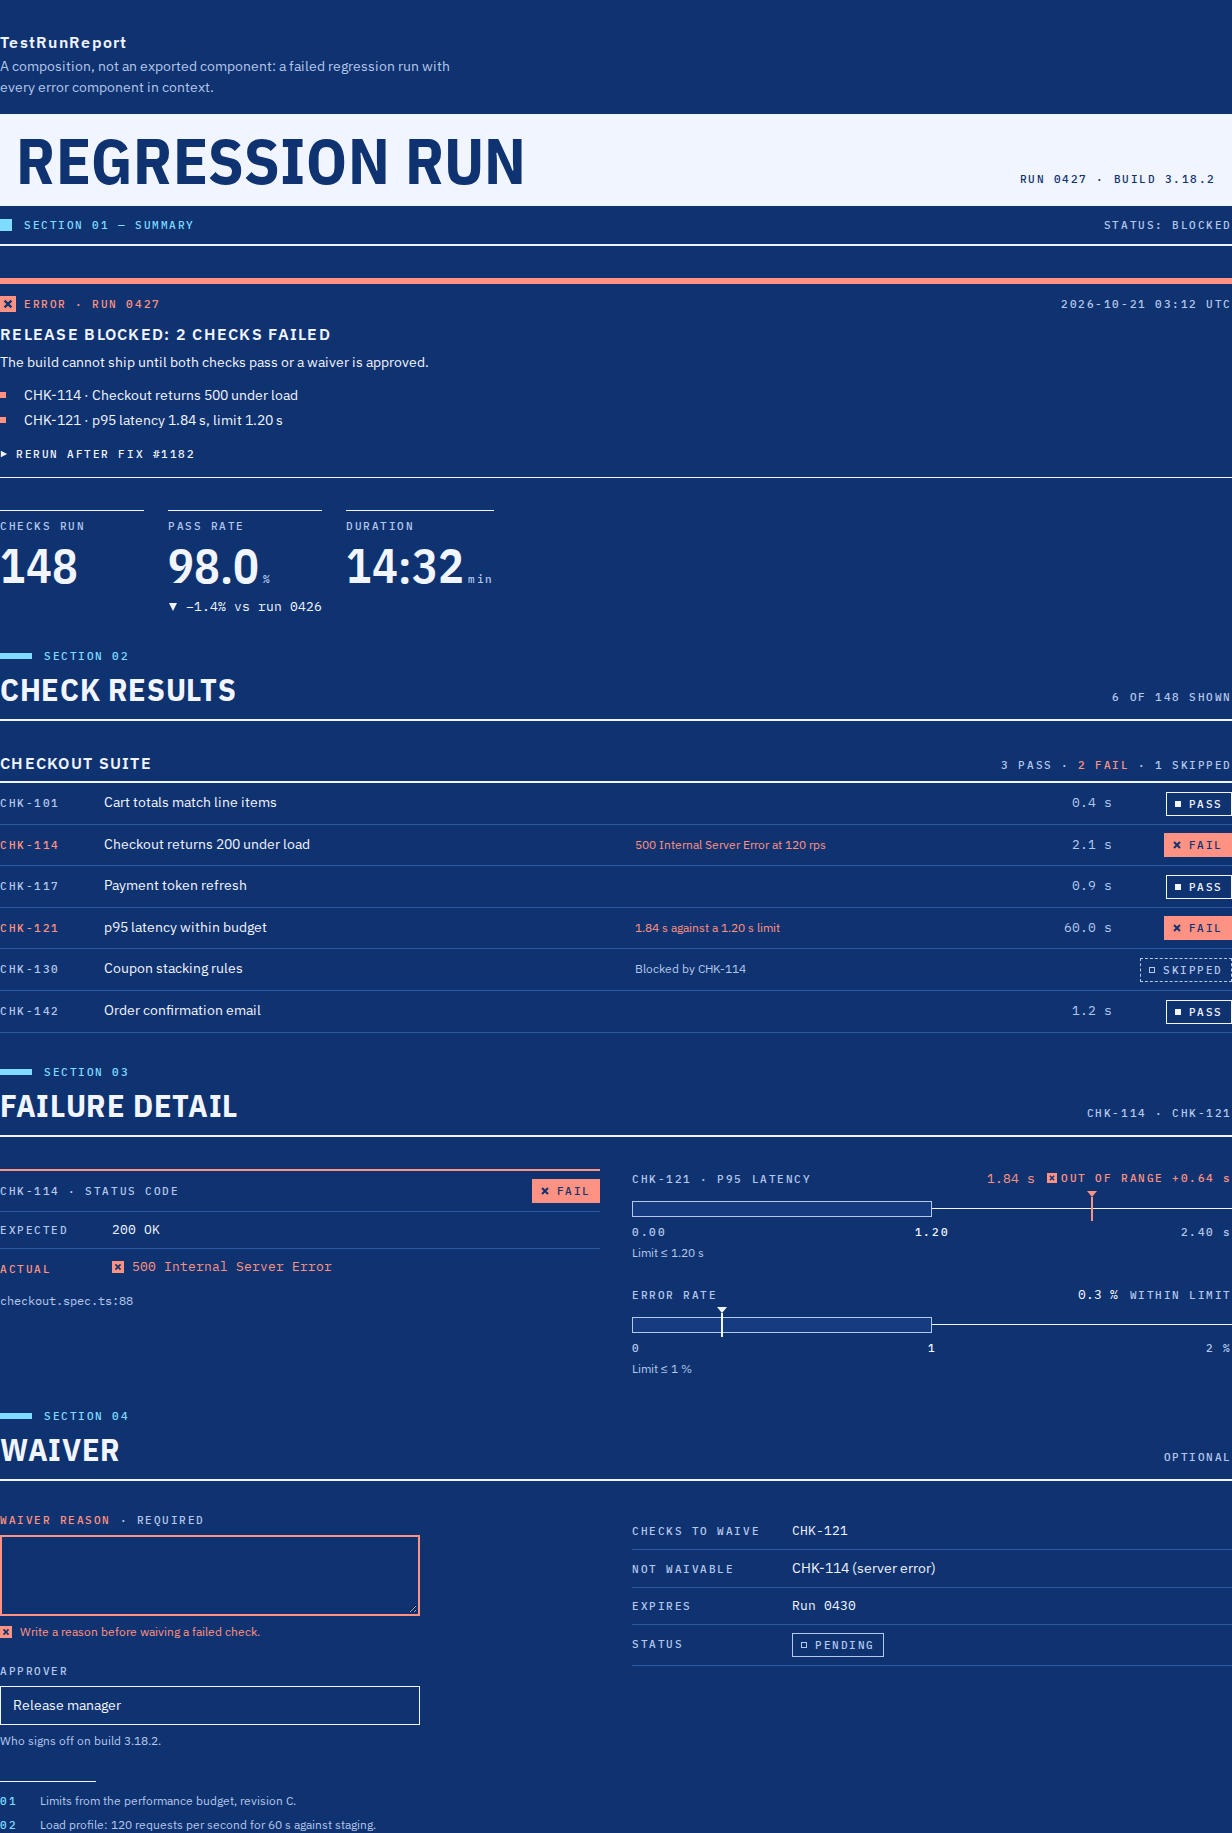 TestRunReport
A composition, not an exported component: a failed regression run with
every error component in context.
REGRESSION RUN
RUN 0427 · BUILD 3.18.2
SECTION 01 — SUMMARY
STATUS: BLOCKED
ERROR · RUN 0427
2026-10-21 03:12 UTC
RELEASE BLOCKED: 2 CHECKS FAILED
The build cannot ship until both checks pass or a waiver is approved.
CHK-114 · Checkout returns 500 under load
CHK-121 · p95 latency 1.84 s, limit 1.20 s
▸ RERUN AFTER FIX #1182
CHECKS RUN
148
PASS RATE
98.0 %
▼ −1.4% vs run 0426
DURATION
14:32 min
SECTION 02
CHECK RESULTS
6 OF 148 SHOWN
CHECKOUT SUITE
3 PASS · 2 FAIL · 1 SKIPPED
CHK-101 Cart totals match line items 0.4 s PASS
CHK-114 Checkout returns 200 under load 500 Internal Server Error at 120 rps 2.1 s FAIL
CHK-117 Payment token refresh 0.9 s PASS
CHK-121 p95 latency within budget 1.84 s against a 1.20 s limit 60.0 s FAIL
CHK-130 Coupon stacking rules Blocked by CHK-114 SKIPPED
CHK-142 Order confirmation email 1.2 s PASS
SECTION 03
FAILURE DETAIL
CHK-114 · CHK-121
CHK-114 · STATUS CODE FAIL
EXPECTED 200 OK
ACTUAL 500 Internal Server Error
checkout.spec.ts:88
CHK-121 · P95 LATENCY 1.84 s OUT OF RANGE +0.64 s
0.00 1.20 2.40 s
Limit ≤ 1.20 s
ERROR RATE 0.3 % WITHIN LIMIT
0 1 2 %
Limit ≤ 1 %
SECTION 04
WAIVER
OPTIONAL
WAIVER REASON · REQUIRED
Write a reason before waiving a failed check.
APPROVER
Release manager
Who signs off on build 3.18.2.
CHECKS TO WAIVE CHK-121
NOT WAIVABLE CHK-114 (server error)
EXPIRES Run 0430
STATUS PENDING
01 Limits from the performance budget, revision C.
02 Load profile: 120 requests per second for 60 s against staging.